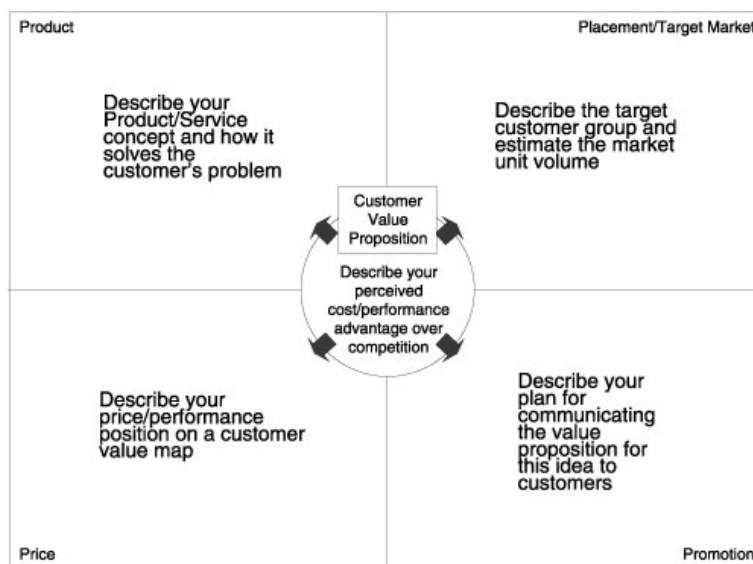 Product
Placement/Target Market
Describe your
Product/Service
concept and how it
solves the
customer's problem
Describe the target
customer group and
estimate the market
unit volume
Customer
Value
Proposition
Describe your
perceived
cost/performance
advantage over
competition
Describe your
price/performance
position on a customer
value map
Describe your
plan for
communicating
the value
proposition for
this idea to
customers
Price
Promotion